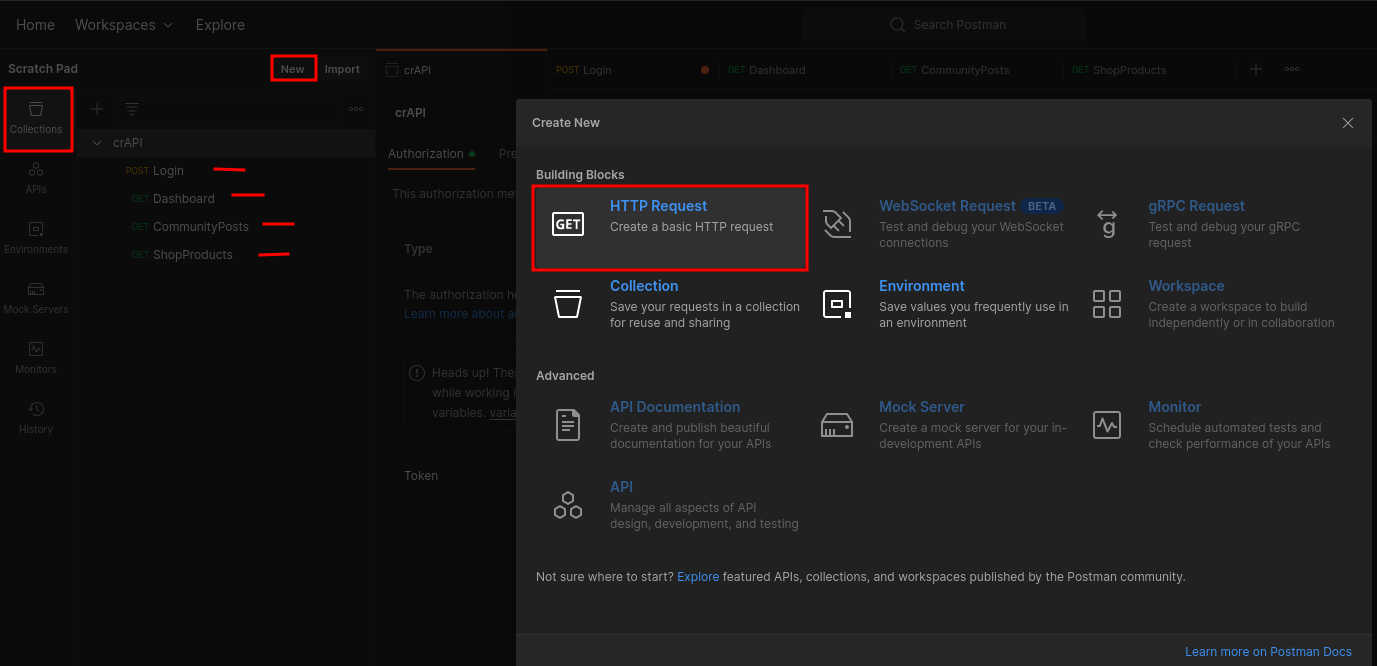 Home Workspaces Explore Search Postman
Scratch Pad New Import
crAPI POST Login GET Dashboard GET CommunityPosts GET ShopProducts
Collections
APIs
Environments
Mock Servers
Monitors
History
crAPI
POST Login
GET Dashboard
GET CommunityPosts
GET ShopProducts
crAPI
Authorization Pre
This authorization me
Type
The authorization he
Learn more about a
Heads up! The
while working i
variables. varia
Token
Create New
Building Blocks
GET
HTTP Request
Create a basic HTTP request
WebSocket Request BETA
Test and debug your WebSocket
connections
g
gRPC Request
Test and debug your gRPC
request
Collection
Save your requests in a collection
for reuse and sharing
Environment
Save values you frequently use in
an environment
Workspace
Create a workspace to build
independently or in collaboration
Advanced
API Documentation
Create and publish beautiful
documentation for your APIs
Mock Server
Create a mock server for your in-
development APIs
Monitor
Schedule automated tests and
check performance of your APIs
API
Manage all aspects of API
design, development, and testing
Not sure where to start? Explore featured APIs, collections, and workspaces published by the Postman community.
Learn more on Postman Docs